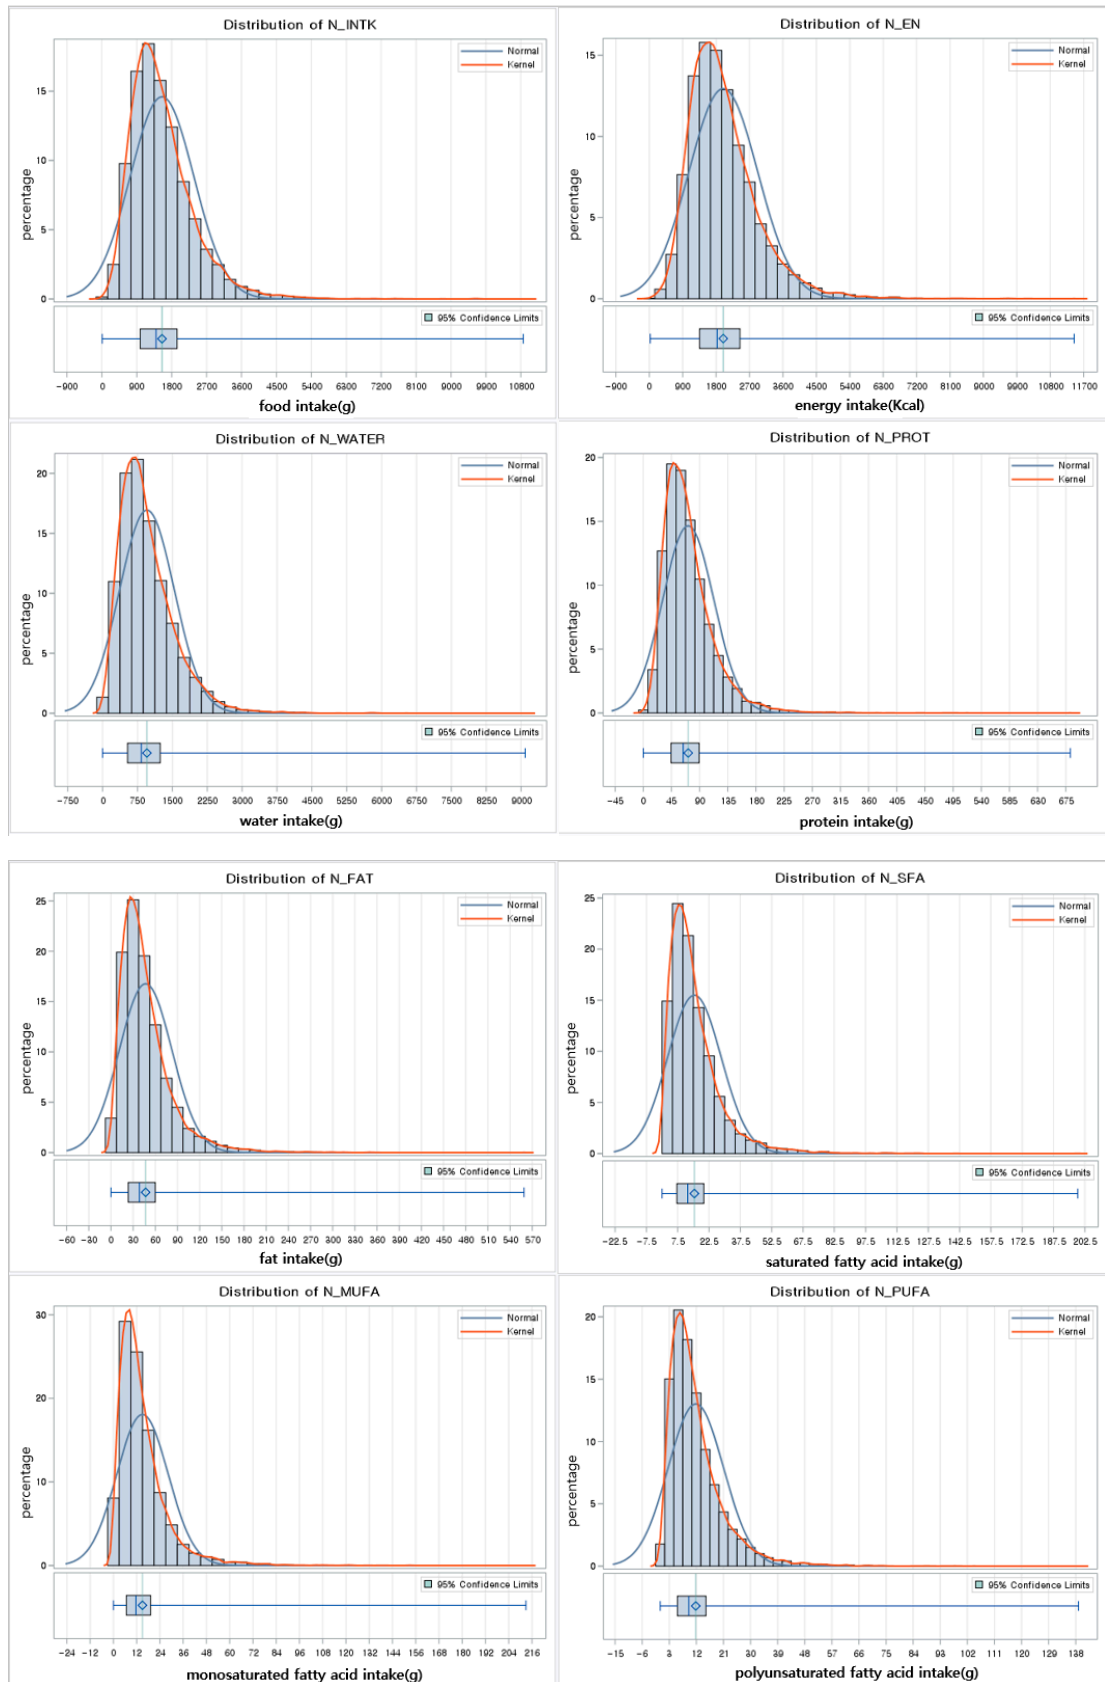 Distribution of N_INTK
Normal
Kernel
percentage
15
10
5
0
95% Confidence Limits
-900 0 900 1800 2700 3600 4500 5400 6300 7200 8100 9000 9900 10800
food intake(g)
Distribution of N_EN
Normal
Kernel
percentage
15
10
5
0
95% Confidence Limits
-900 0 900 1800 2700 3600 4500 5400 6300 7200 8100 9000 9900 10800 11700
energy intake(Kcal)
Distribution of N_WATER
Normal
Kernel
percentage
20
15
10
5
0
95% Confidence Limits
-750 0 750 1500 2250 3000 3750 4500 5250 6000 6750 7500 8250 9000
water intake(g)
Distribution of N_PROT
Normal
Kernel
percentage
20
15
10
5
0
95% Confidence Limits
-45 0 45 90 135 180 225 270 315 360 405 450 495 540 585 630 675
protein intake(g)
Distribution of N_FAT
Normal
Kernel
percentage
25
20
15
10
5
0
95% Confidence Limits
-60 -30 0 30 60 90 120 150 180 210 240 270 300 330 360 390 420 450 480 510 540 570
fat intake(g)
Distribution of N_SFA
Normal
Kernel
percentage
25
20
15
10
5
0
95% Confidence Limits
-22.5 -7.5 7.5 22.5 37.5 52.5 67.5 82.5 97.5 112.5 127.5 142.5 157.5 172.5 187.5 202.5
saturated fatty acid intake(g)
Distribution of N_MUFA
Normal
Kernel
percentage
30
20
10
0
95% Confidence Limits
-24 -12 0 12 24 36 48 60 72 84 96 108 120 132 144 156 168 180 192 204 216
monosaturated fatty acid intake(g)
Distribution of N_PUFA
Normal
Kernel
percentage
20
15
10
5
0
95% Confidence Limits
-15 -6 3 12 21 30 39 48 57 66 75 84 93 102 111 120 129 138
polyunsaturated fatty acid intake(g)